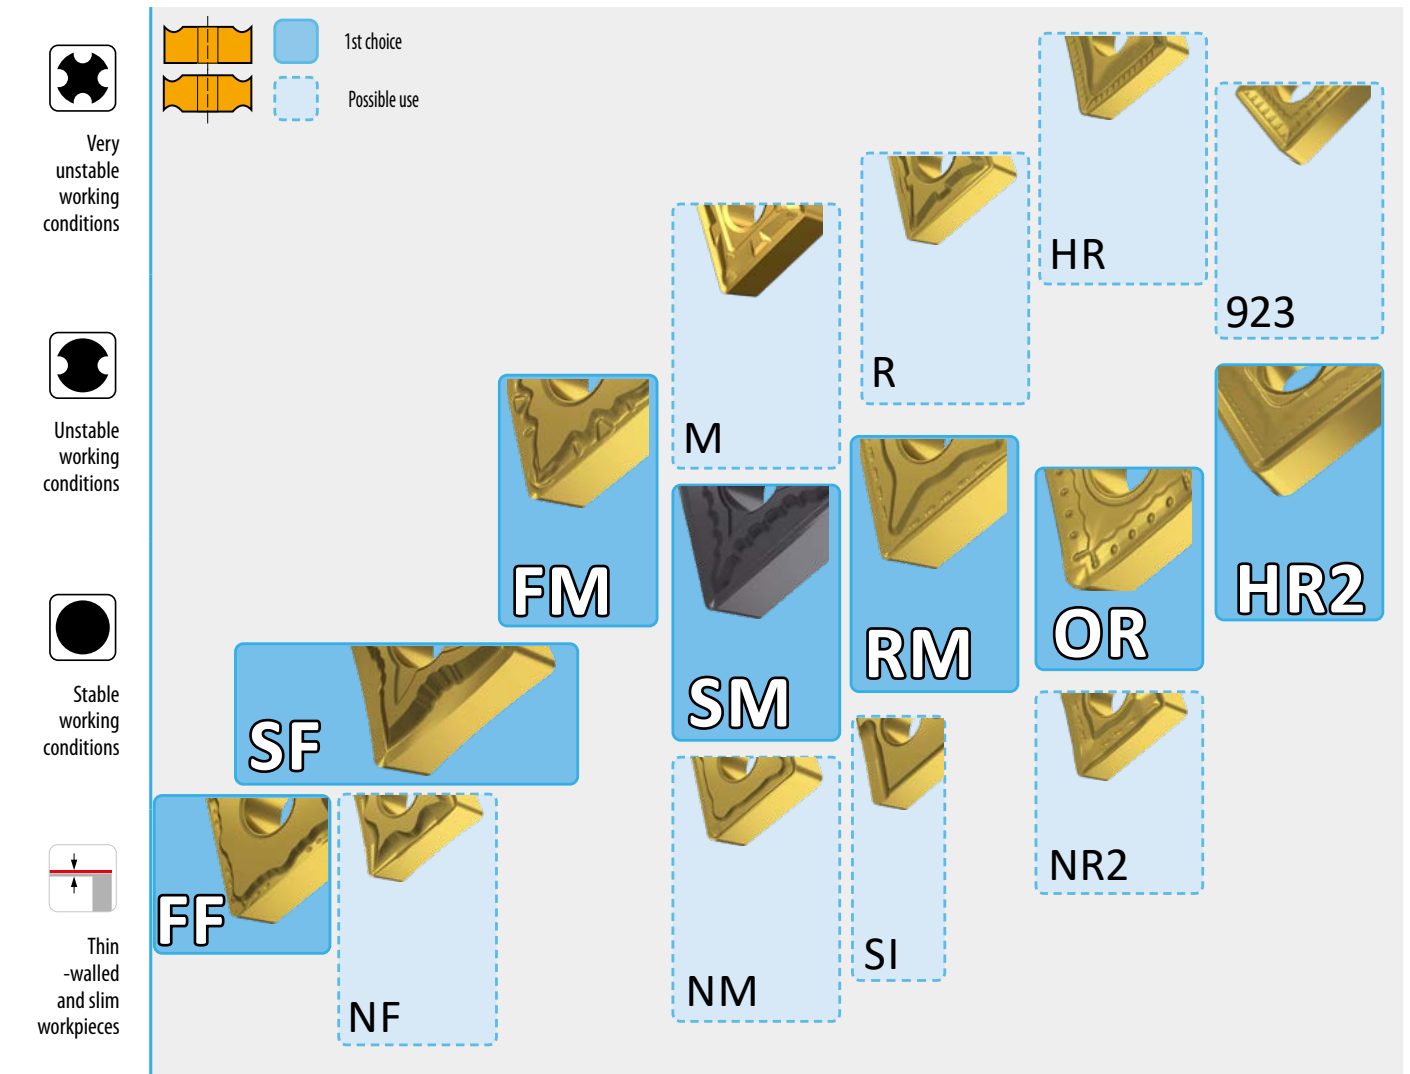 1st choice
Possible use
Very
unstable
working
conditions
Unstable
working
conditions
Stable
working
conditions
Thin
-walled
and slim
workpieces
HR
923
R
M
FM
HR2
OR
RM
SM
SF
NR2
FF
SI
NM
NF